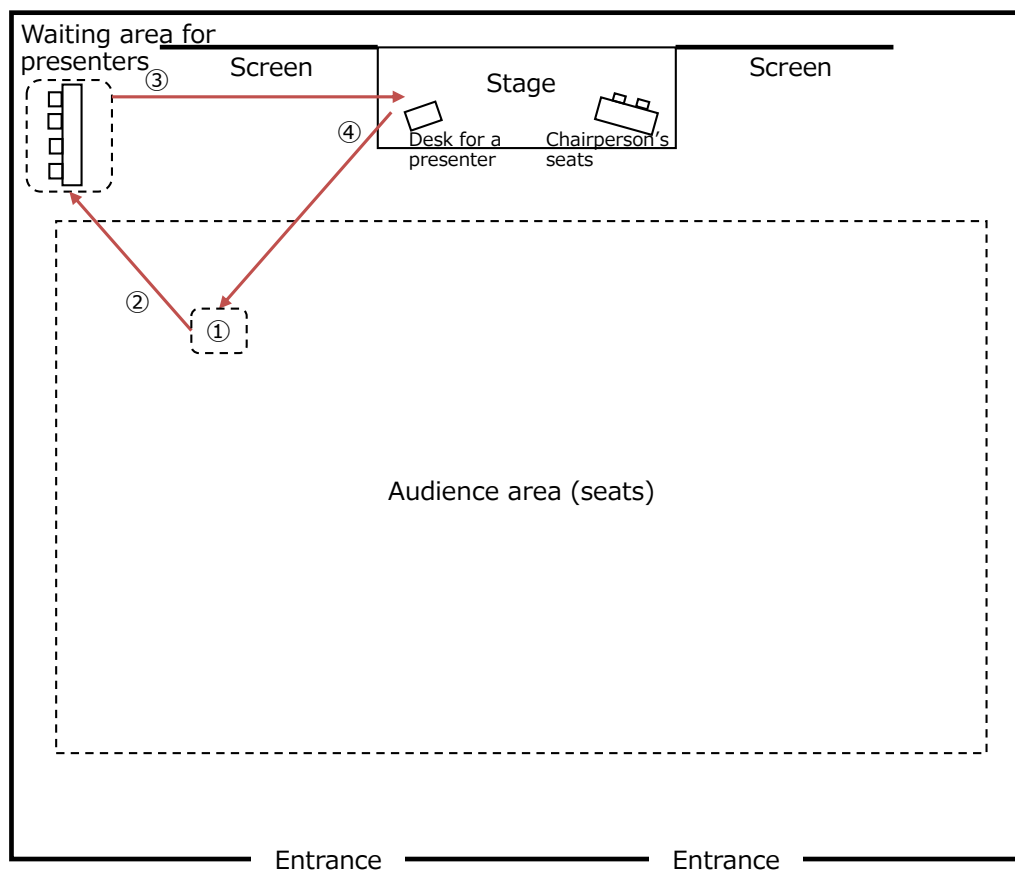 Waiting area for
presenters
③
Screen
Stage
Screen
④
Desk for a
presenter
Chairperson's
seats
②
①
Audience area (seats)
Entrance
Entrance